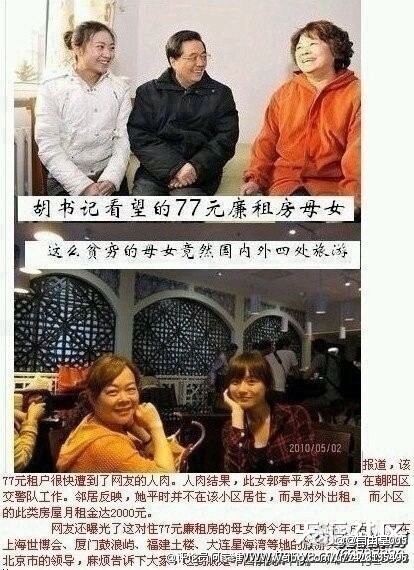 胡书记看望的77元廉租房母女
这么贫穷的母女竟然国内外四处旅游
2010/05/02
报道，该
77元租户很快遭到了网友的人肉。人肉结果，此女郭春平系公务员，在朝阳区
交警队工作。邻居反映，她平时并不在该小区居住，而是对外出租。 而小区
的此类房屋月租金达2000元。
网友还曝光了这对住77元廉租房的母女俩今年
上海世博会、厦门鼓浪屿、福建土楼、大连星海湾等地的
北京市的领导，麻烦告诉下大家